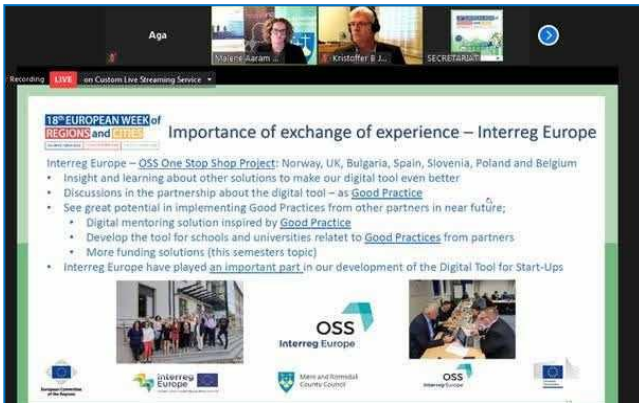 Aga
Malene Aaram ...
Kristoffer B J...
SECRETARIAT
Recording LIVE on Custom Live Streaming Service
18th EUROPEAN WEEK of
REGIONS and CITIES
Importance of exchange of experience – Interreg Europe
Interreg Europe – OSS One Stop Shop Project: Norway, UK, Bulgaria, Spain, Slovenia, Poland and Belgium
• Insight and learning about other solutions to make our digital tool even better
• Discussions in the partnership about the digital tool – as Good Practice
• See great potential in implementing Good Practices from other partners in near future;
• Digital mentoring solution inspired by Good Practice
• Develop the tool for schools and universities relatet to Good Practices from partners
• More funding solutions (this semesters topic)
• Interreg Europe have played an important part in our development of the Digital Tool for Start-Ups
OSS
Interreg Europe
European Committee
of the Regions
Interreg
Europe
Møre and Romsdal
County Council
OSS
Interreg Europe